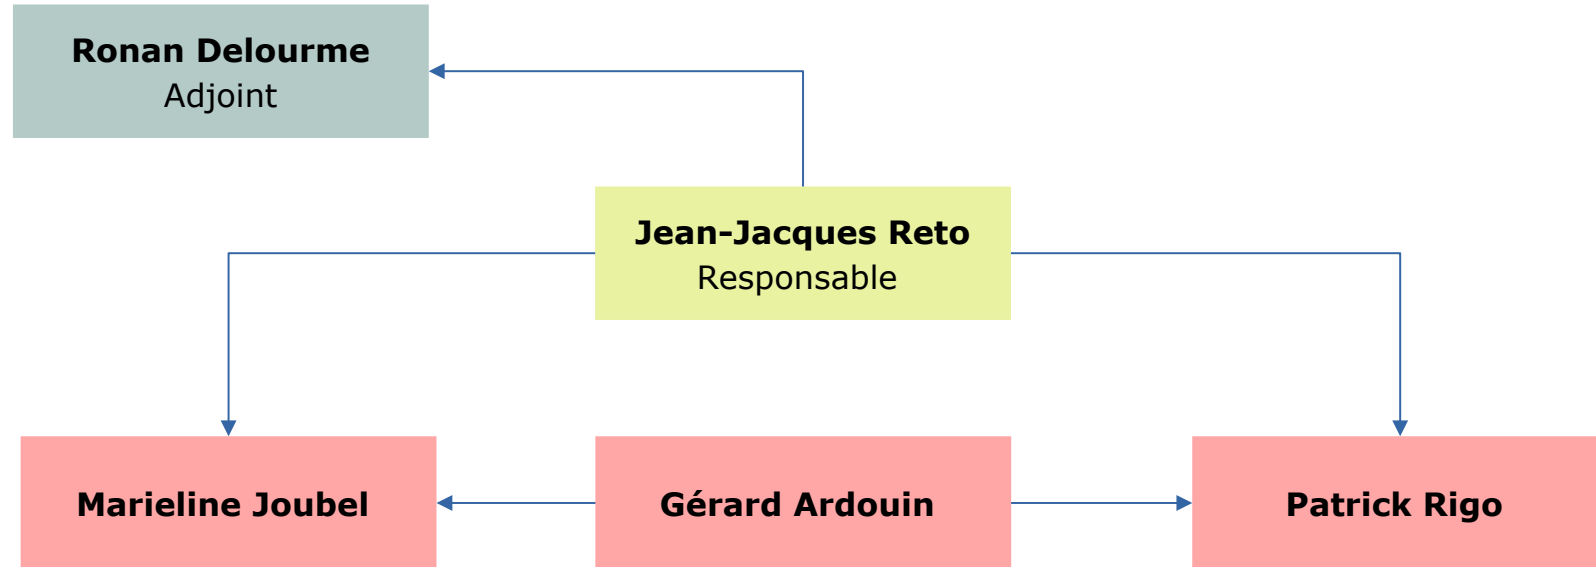 Ronan Delourme
Adjoint
Jean-Jacques Reto
Responsable
Marieline Joubel
Gérard Ardouin
Patrick Rigo